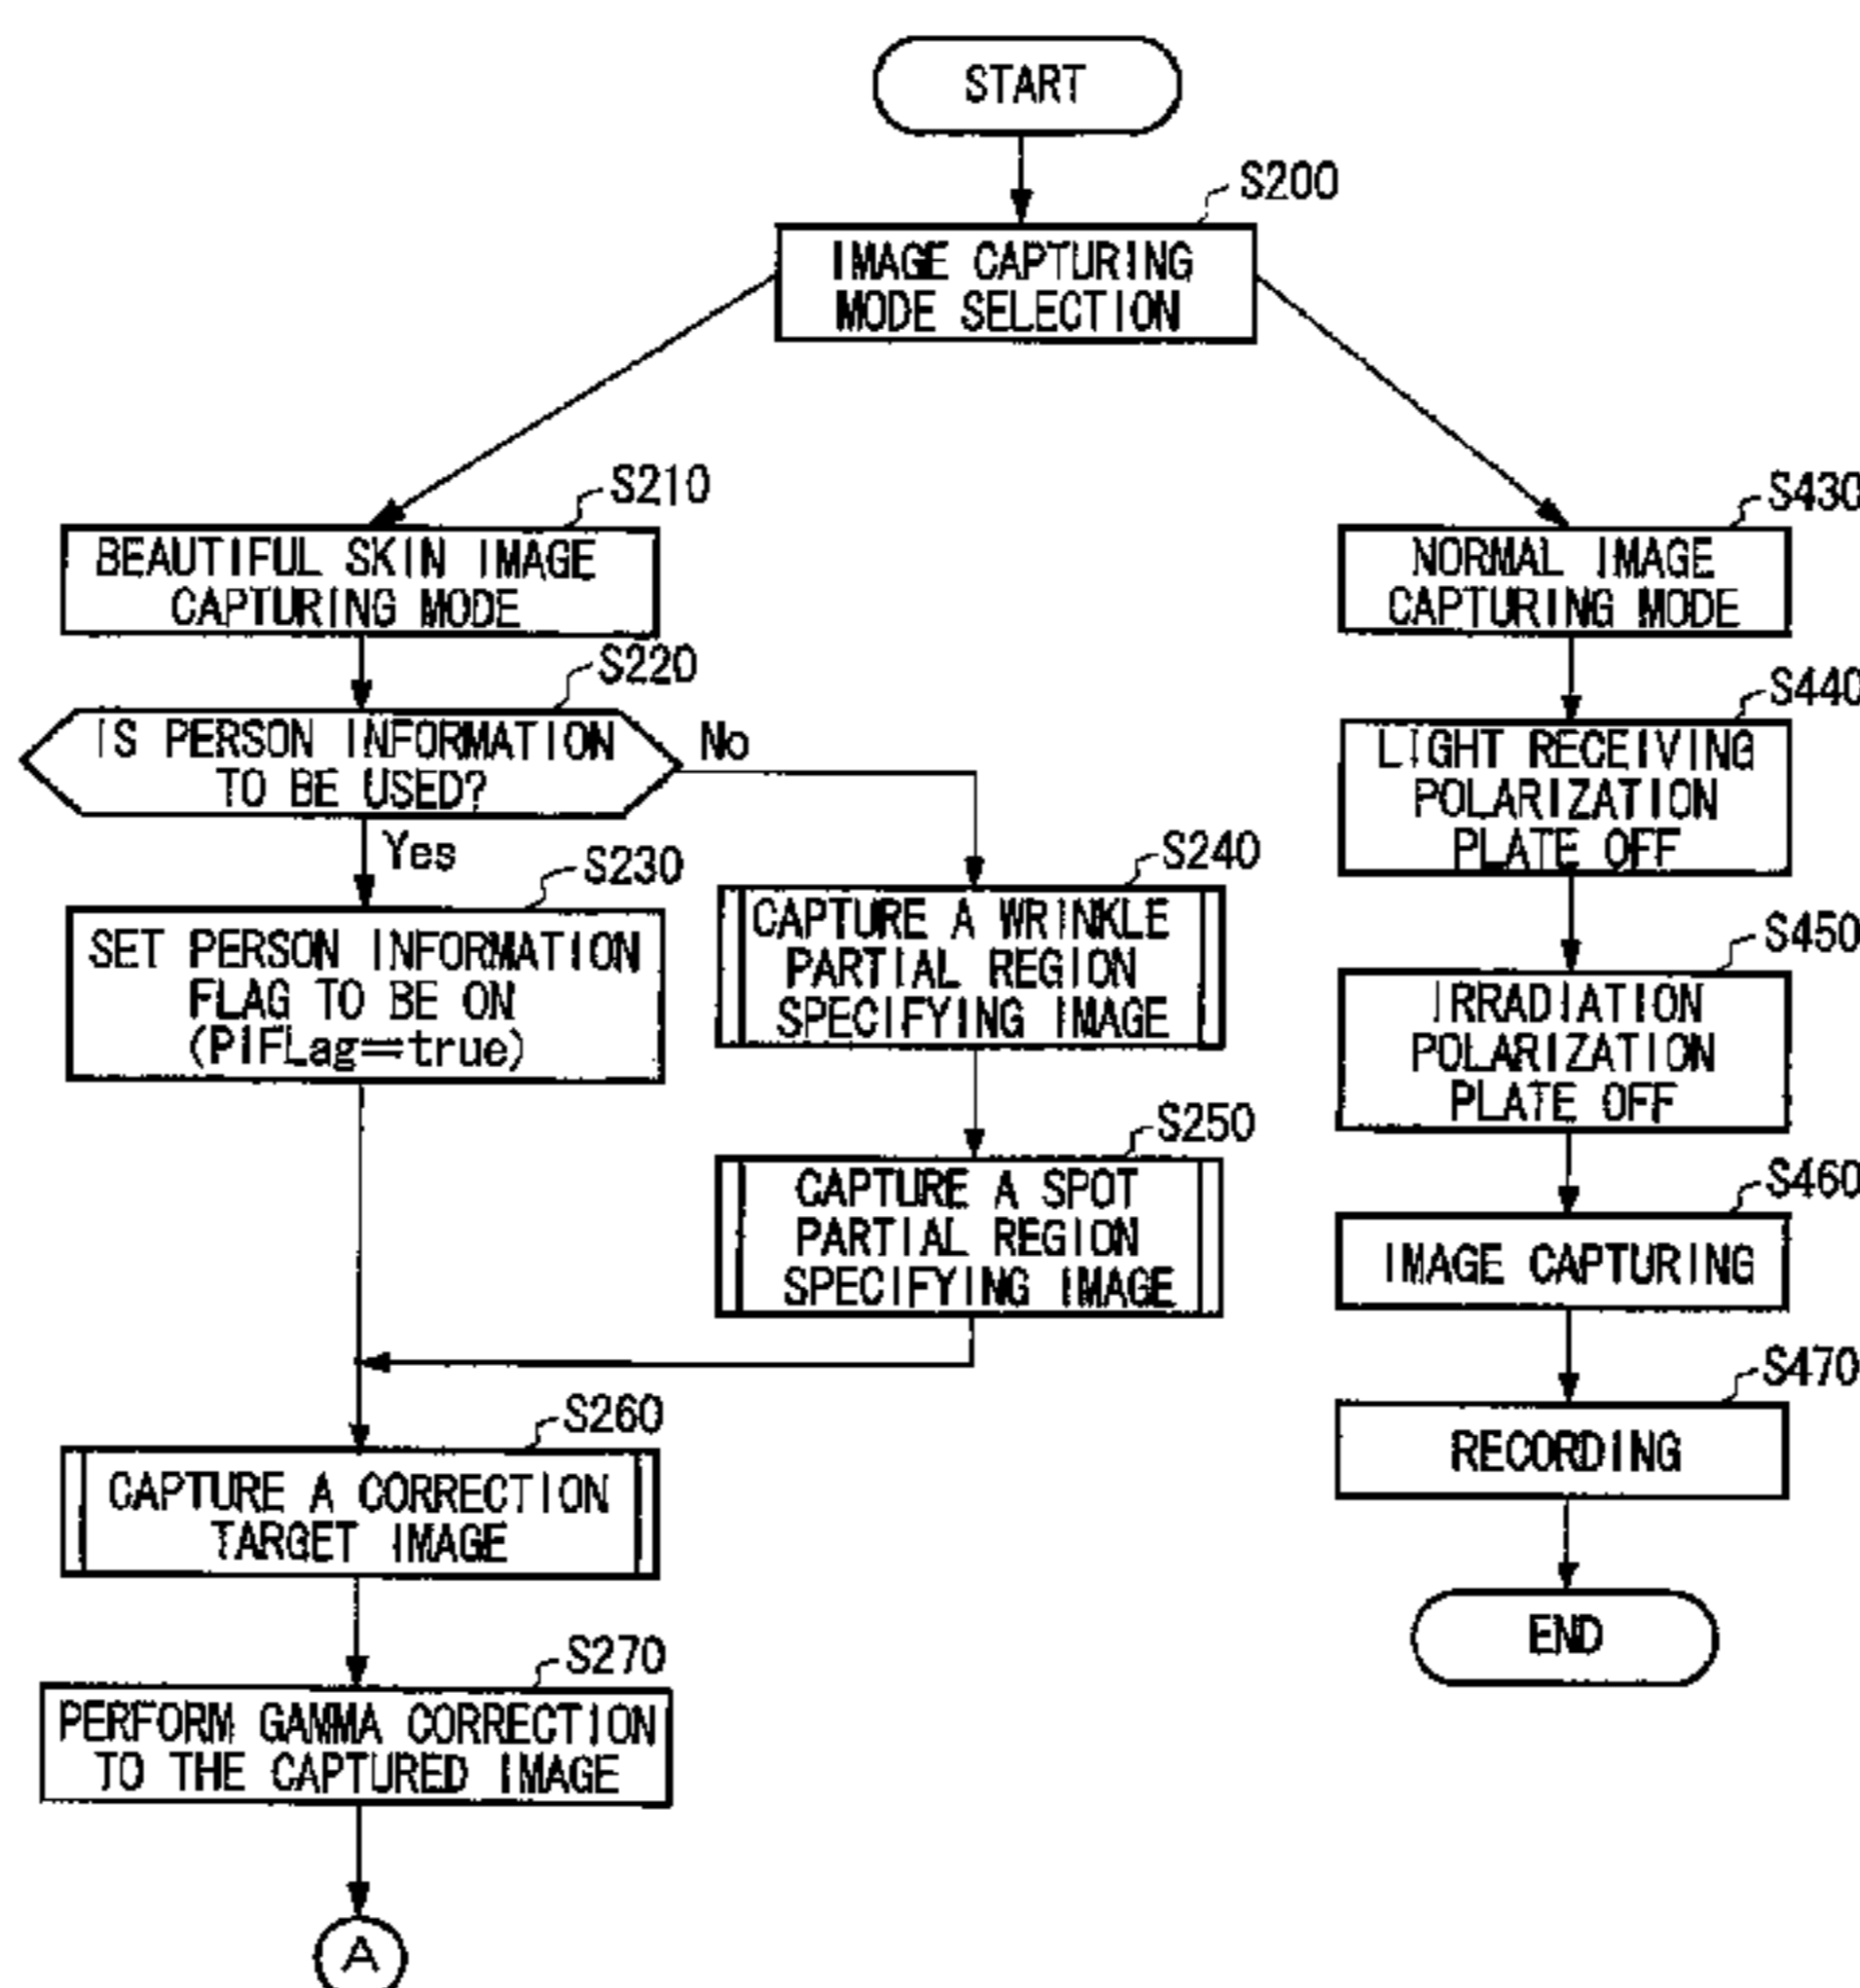 START
S200
IMAGE CAPTURING
MODE SELECTION
S210
BEAUTIFUL SKIN IMAGE
CAPTURING MODE
S220
IS PERSON INFORMATION
TO BE USED?
No
Yes
S230
SET PERSON INFORMATION
FLAG TO BE ON
(PIFLag=true)
S240
CAPTURE A WRINKLE
PARTIAL REGION
SPECIFYING IMAGE
S250
CAPTURE A SPOT
PARTIAL REGION
SPECIFYING IMAGE
S260
CAPTURE A CORRECTION
TARGET IMAGE
S270
PERFORM GAMMA CORRECTION
TO THE CAPTURED IMAGE
A
S430
NORMAL IMAGE
CAPTURING MODE
S440
LIGHT RECEIVING
POLARIZATION
PLATE OFF
S450
IRRADIATION
POLARIZATION
PLATE OFF
S460
IMAGE CAPTURING
S470
RECORDING
END